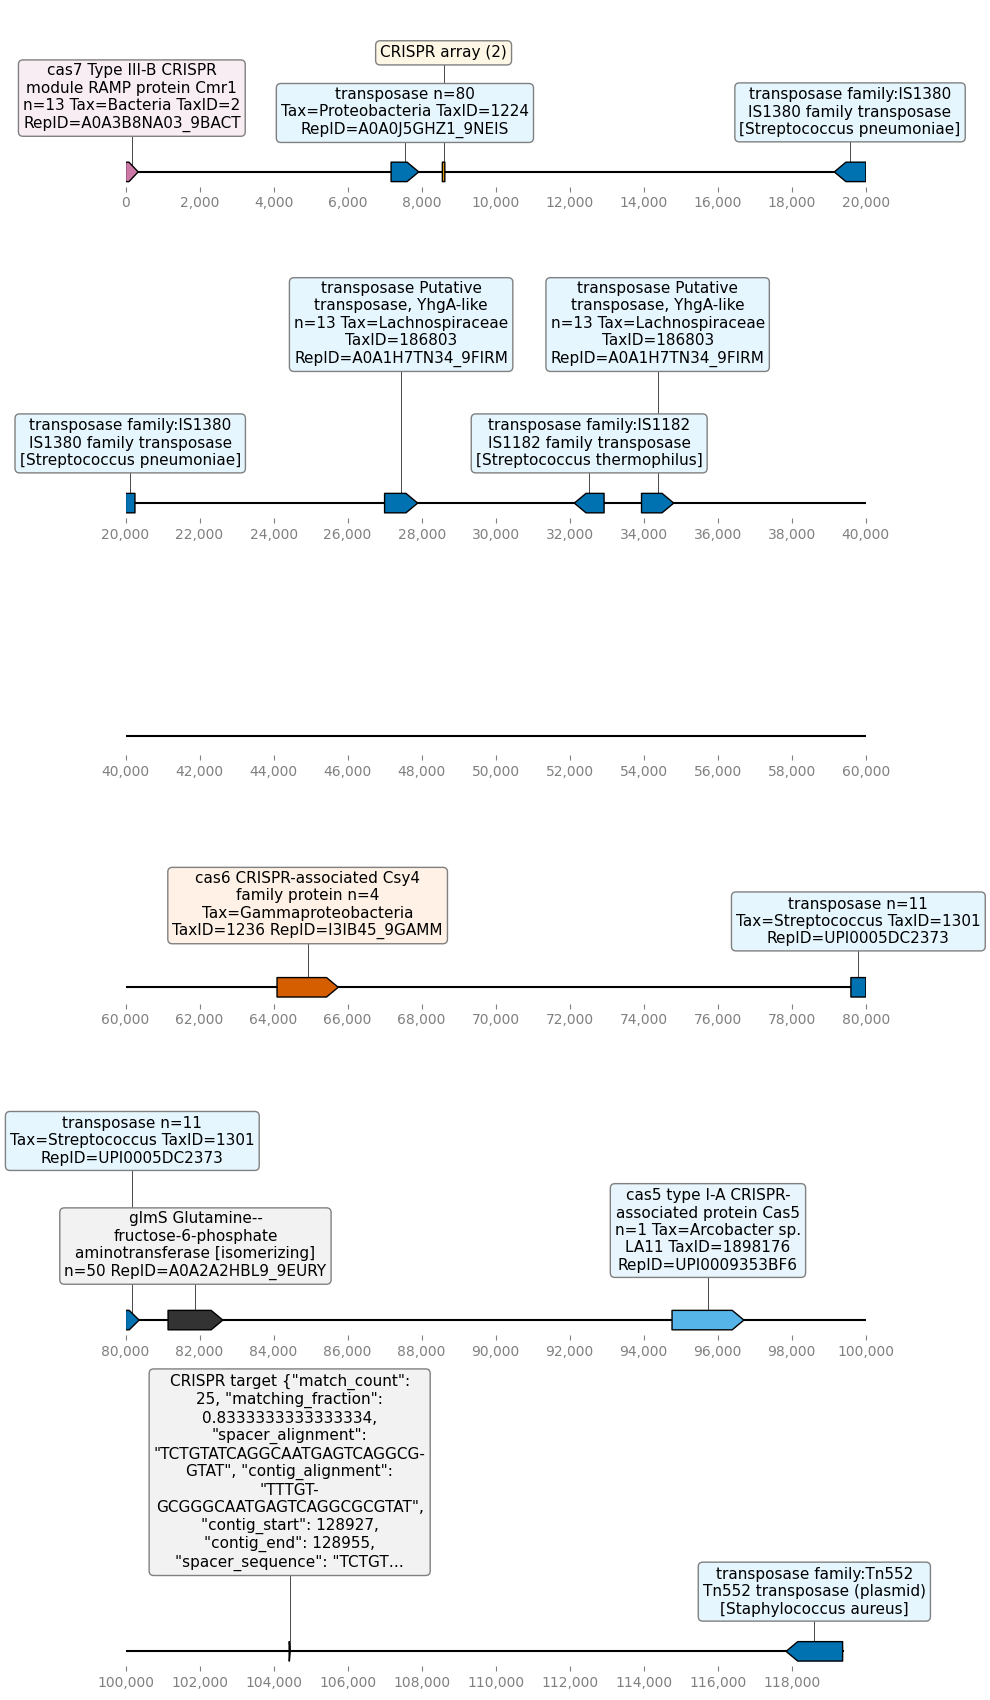 CRISPR array (2)
cas7 Type III-B CRISPR
module RAMP protein Cmr1
n=13 Tax=Bacteria TaxID=2
RepID=A0A3B8NA03_9BACT
transposase n=80
Tax=Proteobacteria TaxID=1224
RepID=A0A0J5GHZ1_9NEIS
transposase family:IS1380
IS1380 family transposase
[Streptococcus pneumoniae]
0 2,000 4,000 6,000 8,000 10,000 12,000 14,000 16,000 18,000 20,000
transposase Putative
transposase, YhgA-like
n=13 Tax=Lachnospiraceae
TaxID=186803
RepID=A0A1H7TN34_9FIRM
transposase Putative
transposase, YhgA-like
n=13 Tax=Lachnospiraceae
TaxID=186803
RepID=A0A1H7TN34_9FIRM
transposase family:IS1380
IS1380 family transposase
[Streptococcus pneumoniae]
transposase family:IS1182
IS1182 family transposase
[Streptococcus thermophilus]
20,000 22,000 24,000 26,000 28,000 30,000 32,000 34,000 36,000 38,000 40,000
40,000 42,000 44,000 46,000 48,000 50,000 52,000 54,000 56,000 58,000 60,000
cas6 CRISPR-associated Csy4
family protein n=4
Tax=Gammaproteobacteria
TaxID=1236 RepID=I3IB45_9GAMM
transposase n=11
Tax=Streptococcus TaxID=1301
RepID=UPI0005DC2373
60,000 62,000 64,000 66,000 68,000 70,000 72,000 74,000 76,000 78,000 80,000
transposase n=11
Tax=Streptococcus TaxID=1301
RepID=UPI0005DC2373
glmS Glutamine--
fructose-6-phosphate
aminotransferase [isomerizing]
n=50 RepID=A0A2A2HBL9_9EURY
cas5 type I-A CRISPR-
associated protein Cas5
n=1 Tax=Arcobacter sp.
LA11 TaxID=1898176
RepID=UPI0009353BF6
80,000 82,000 84,000 86,000 88,000 90,000 92,000 94,000 96,000 98,000 100,000
CRISPR target {"match_count":
25, "matching_fraction":
0.8333333333333334,
"spacer_alignment":
"TCTGTATCAGGCAATGAGTCAGGCG-
GTAT", "contig_alignment":
"TTTGT-
GCGGGCAATGAGTCAGGCGCGTAT",
"contig_start": 128927,
"contig_end": 128955,
"spacer_sequence": "TCTGT...
transposase family:Tn552
Tn552 transposase (plasmid)
[Staphylococcus aureus]
100,000 102,000 104,000 106,000 108,000 110,000 112,000 114,000 116,000 118,000